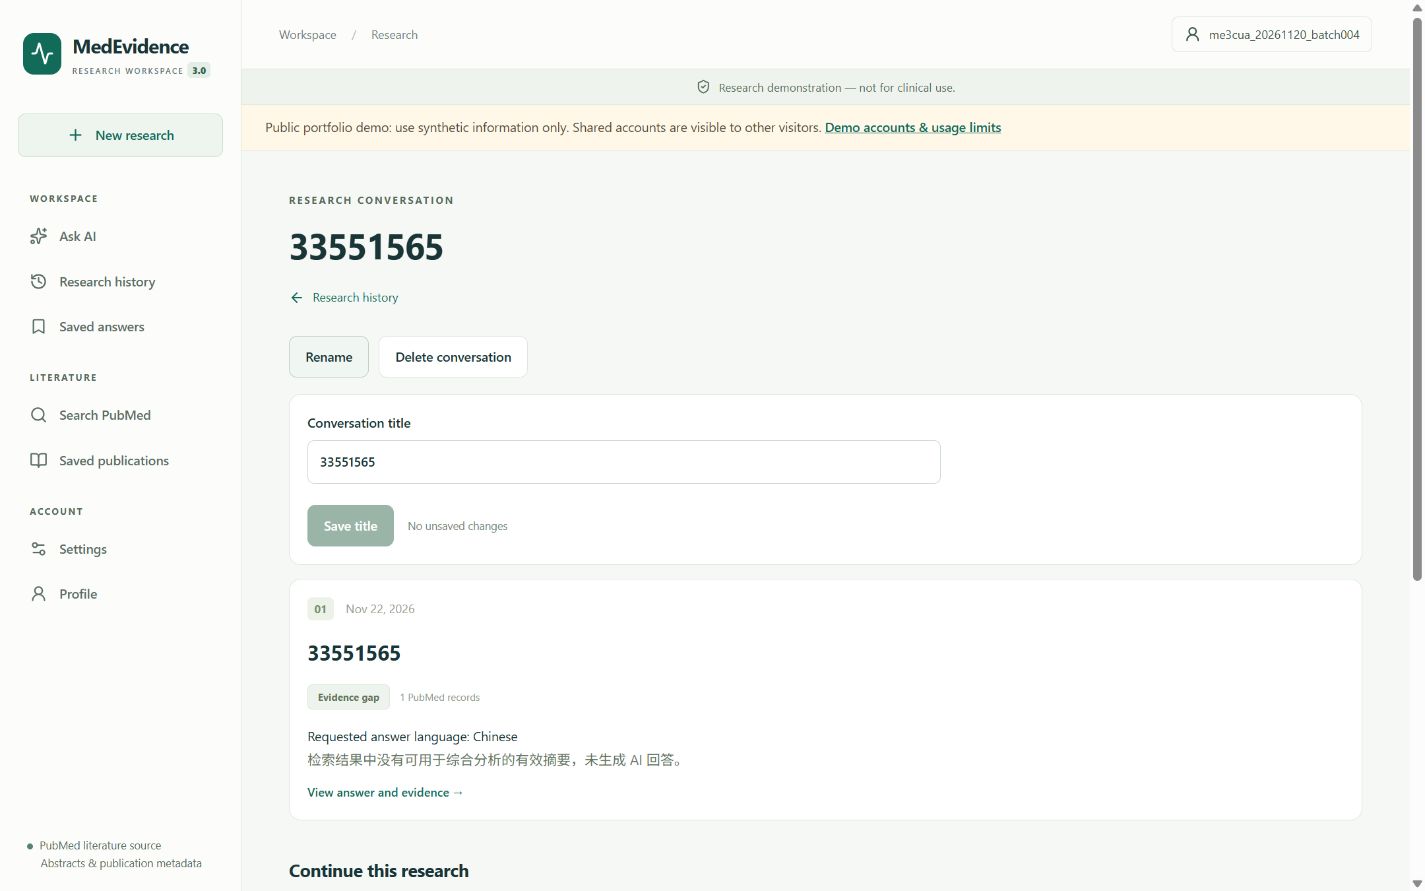 MedEvidence
RESEARCH WORKSPACE 3.0
New research
WORKSPACE
Ask AI
Research history
Saved answers
LITERATURE
Search PubMed
Saved publications
ACCOUNT
Settings
Profile
PubMed literature source
Abstracts & publication metadata
Workspace / Research
me3cua_20261120_batch004
Research demonstration — not for clinical use.
Public portfolio demo: use synthetic information only. Shared accounts are visible to other visitors. Demo accounts & usage limits
RESEARCH CONVERSATION
33551565
← Research history
Rename Delete conversation
Conversation title
33551565
Save title No unsaved changes
01 Nov 22, 2026
33551565
Evidence gap 1 PubMed records
Requested answer language: Chinese
检索结果中没有可用于综合分析的有效摘要，未生成 AI 回答。
View answer and evidence →
Continue this research